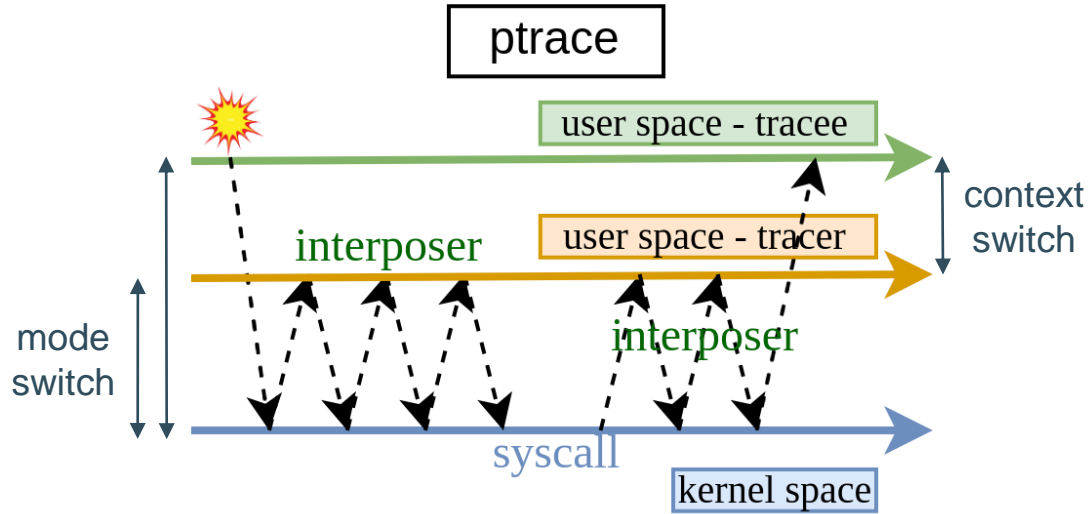 ptrace
user space - tracee
context
switch
user space - tracer
interposer
interposer
mode
switch
syscall
kernel space